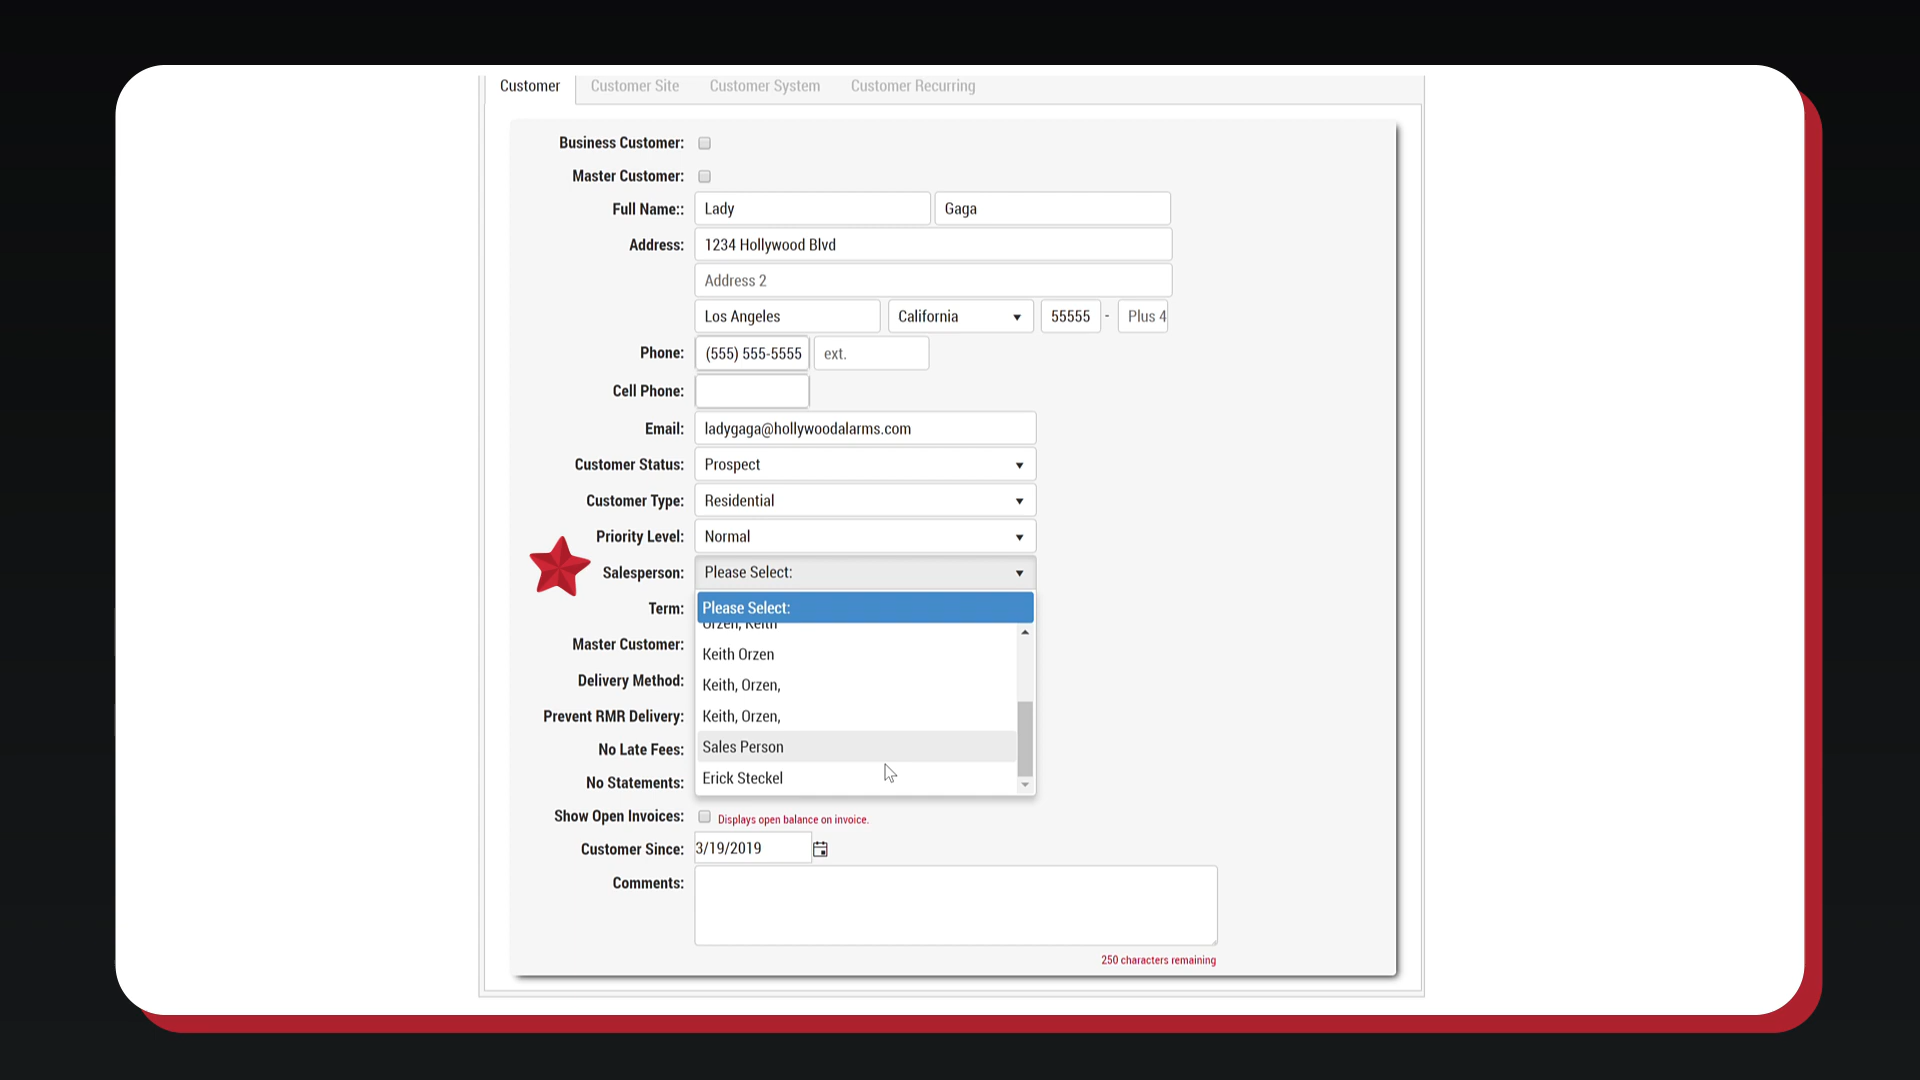 Customer Customer Site Customer System Customer Recurring
Business Customer:
Master Customer:
Full Name:: Lady Gaga
Address: 1234 Hollywood Blvd
Address 2
Los Angeles California 55555 - Plus 4
Phone: (555) 555-5555 ext.
Cell Phone:
Email: ladygaga@hollywoodalarms.com
Customer Status: Prospect
Customer Type: Residential
Priority Level: Normal
Salesperson: Please Select:
Term: Please Select:
Orzen, Keith
Master Customer: Keith Orzen
Delivery Method: Keith, Orzen,
Prevent RMR Delivery: Keith, Orzen,
No Late Fees: Sales Person
No Statements: Erick Steckel
Show Open Invoices: Displays open balance on invoice.
Customer Since: 3/19/2019
Comments:
250 characters remaining